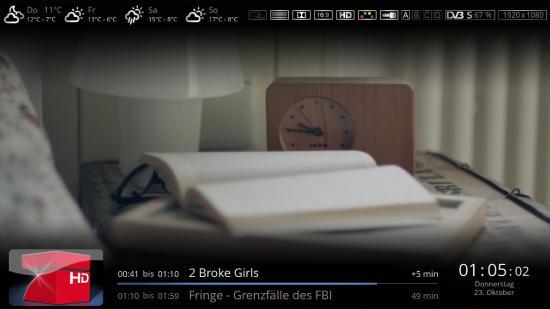 Do 11°C
12°C - 7°C
Fr
13°C - 6°C
Sa
15°C - 8°C
So
17°C - 8°C
16:9 HD A B C D DVB S 67 % 1920 x 1080
HD
00:41 bis 01:10 2 Broke Girls +5 min
01:10 bis 01:59 Fringe - Grenzfälle des FBI 49 min
01:05:02
Donnerstag
23. Oktober